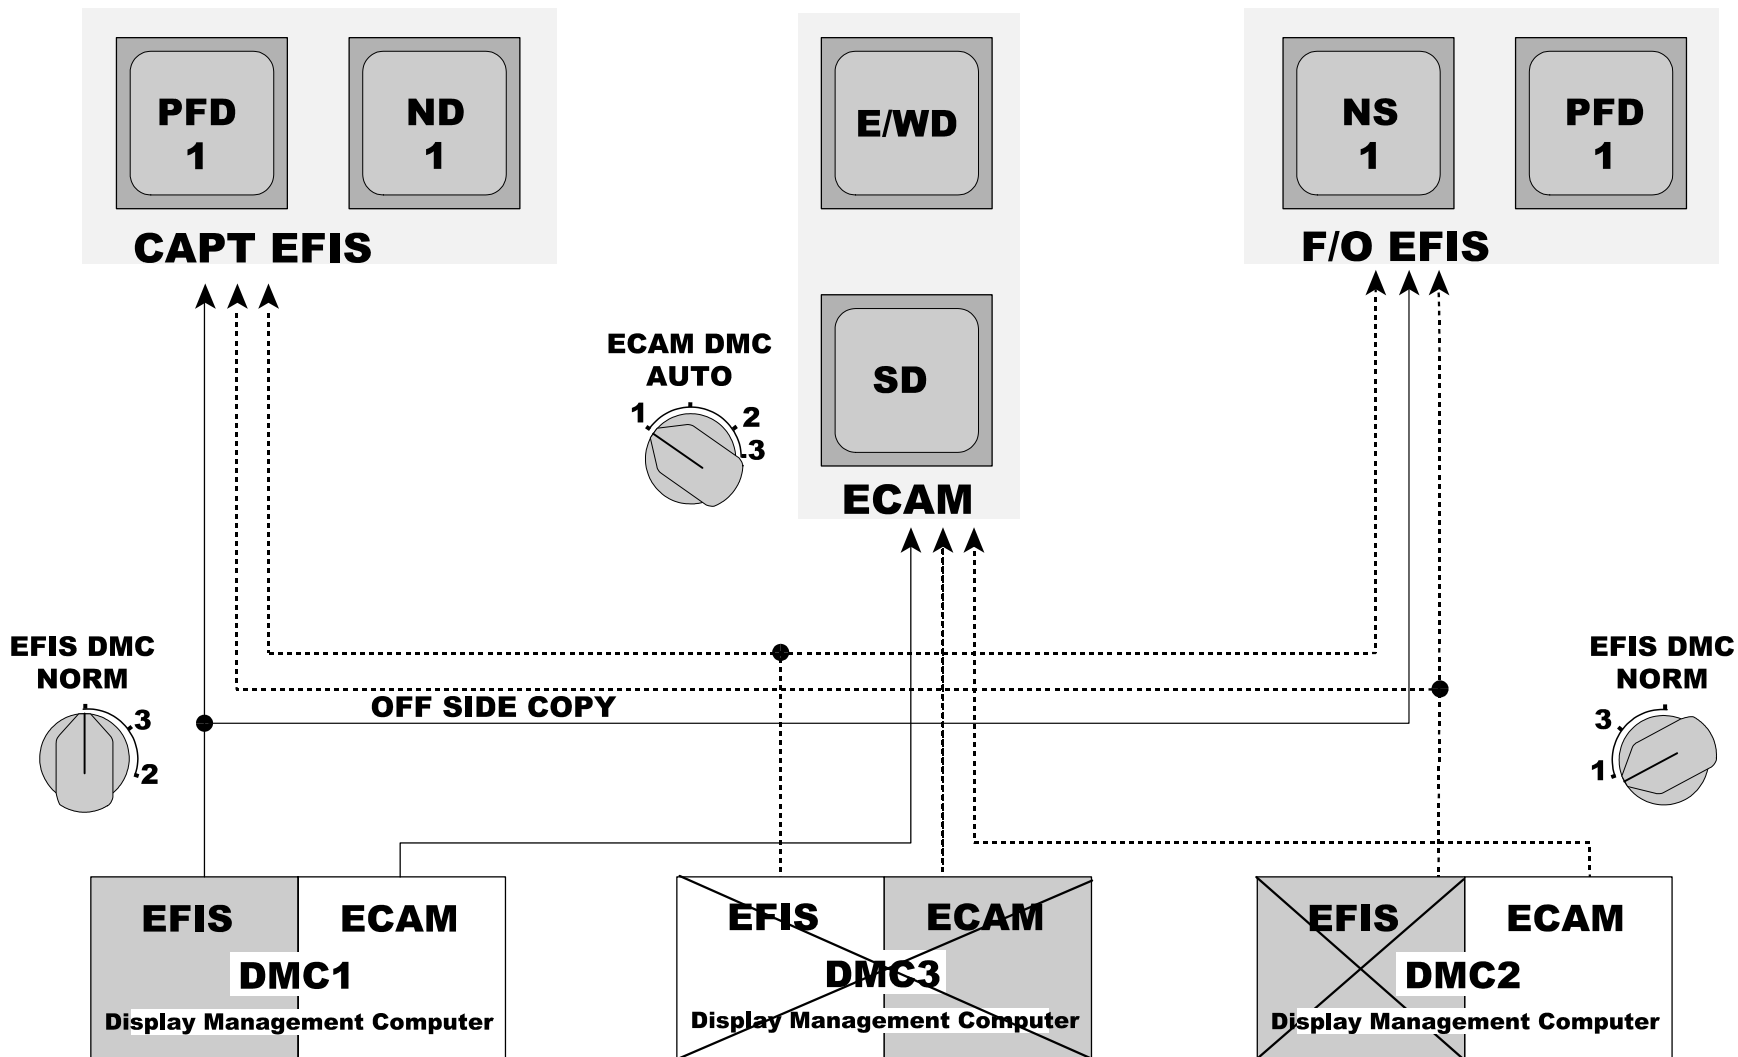 PFD
1
ND
1
CAPT EFIS
E/WD
SD
ECAM
NS
1
PFD
1
F/O EFIS
ECAM DMC
AUTO
1
2
3
EFIS DMC
NORM
3
2
OFF SIDE COPY
EFIS DMC
NORM
3
1
EFIS ECAM
DMC1
Display Management Computer
EFIS ECAM
DMC3
Display Management Computer
EFIS ECAM
DMC2
Display Management Computer